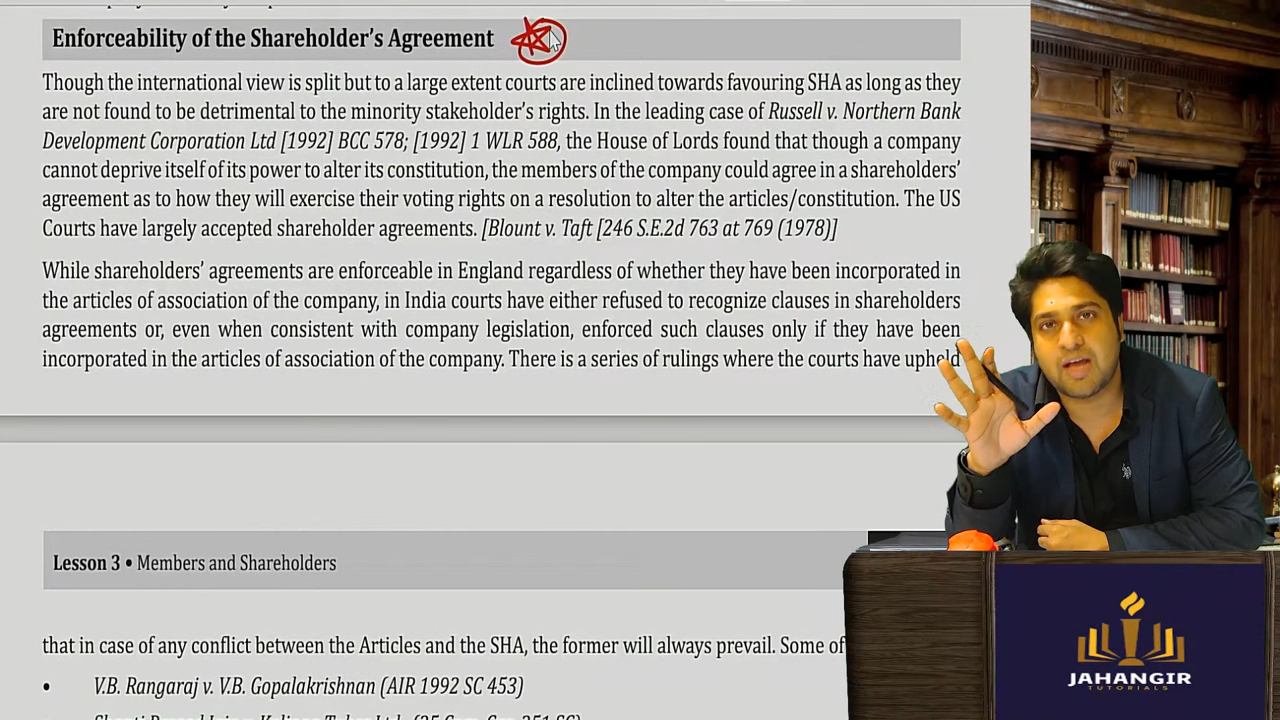 Enforceability of the Shareholder's Agreement
Though the international view is split but to a large extent courts are inclined towards favouring SHA as long as they
are not found to be detrimental to the minority stakeholder's rights. In the leading case of Russell v. Northern Bank
Development Corporation Ltd [1992] BCC 578; [1992] 1 WLR 588, the House of Lords found that though a company
cannot deprive itself of its power to alter its constitution, the members of the company could agree in a shareholders'
agreement as to how they will exercise their voting rights on a resolution to alter the articles/constitution. The US
Courts have largely accepted shareholder agreements. [Blount v. Taft [246 S.E.2d 763 at 769 (1978)]
While shareholders' agreements are enforceable in England regardless of whether they have been incorporated in
the articles of association of the company, in India courts have either refused to recognize clauses in shareholders
agreements or, even when consistent with company legislation, enforced such clauses only if they have been
incorporated in the articles of association of the company. There is a series of rulings where the courts have upheld
Lesson 3 • Members and Shareholders
that in case of any conflict between the Articles and the SHA, the former will always prevail. Some of
• V.B. Rangaraj v. V.B. Gopalakrishnan (AIR 1992 SC 453)
JAHANGIR
TUTORIALS